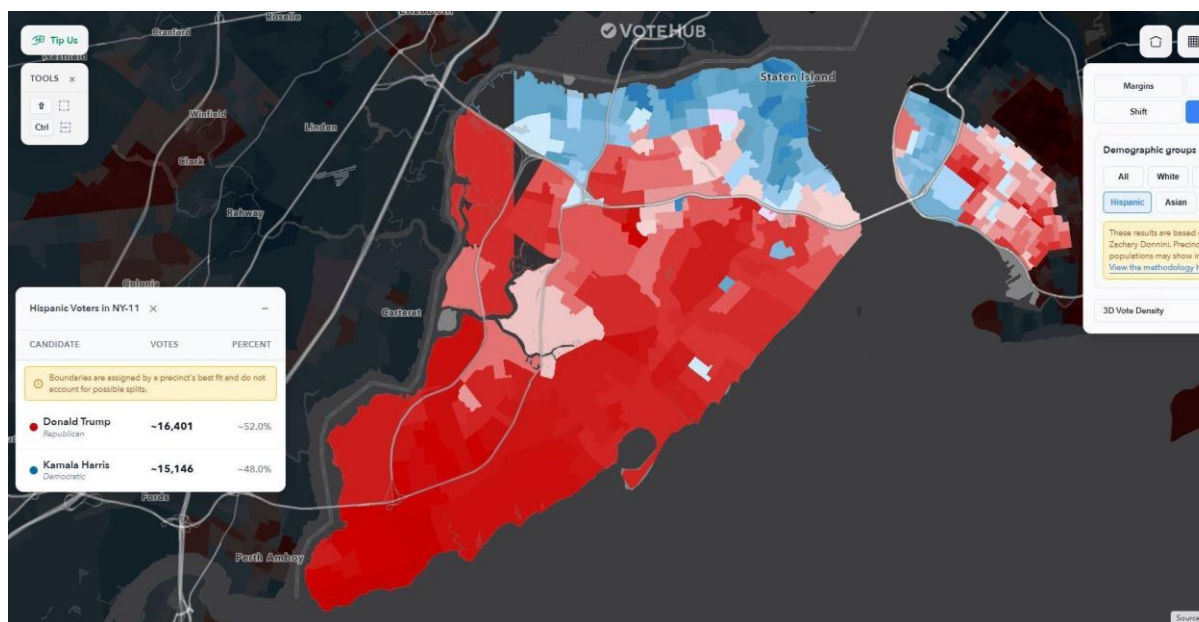 Roselle
Elizabeth
Cranford
VOTEHUB
Tip Us
Westfield
TOOLS ×
Staten Island
Margins
Winfield
Linden
Shift
Ctrl
Demographic groups
Clark
All White
Hispanic Asian
Rahway
These results are based
Zachary Donnini. Precinc
populations may show in
View the methodology h
Colonia
Hispanic Voters in NY-11 × –
Carteret
3D Vote Density
CANDIDATE VOTES PERCENT
Bounderies are assigned by a precinct's best fit and do not
account for possible splits.
Donald Trump ~16,401 ~52.0%
Republican
Kamala Harris ~15,146 ~48.0%
Democratic
Fords
Perth Amboy
Source